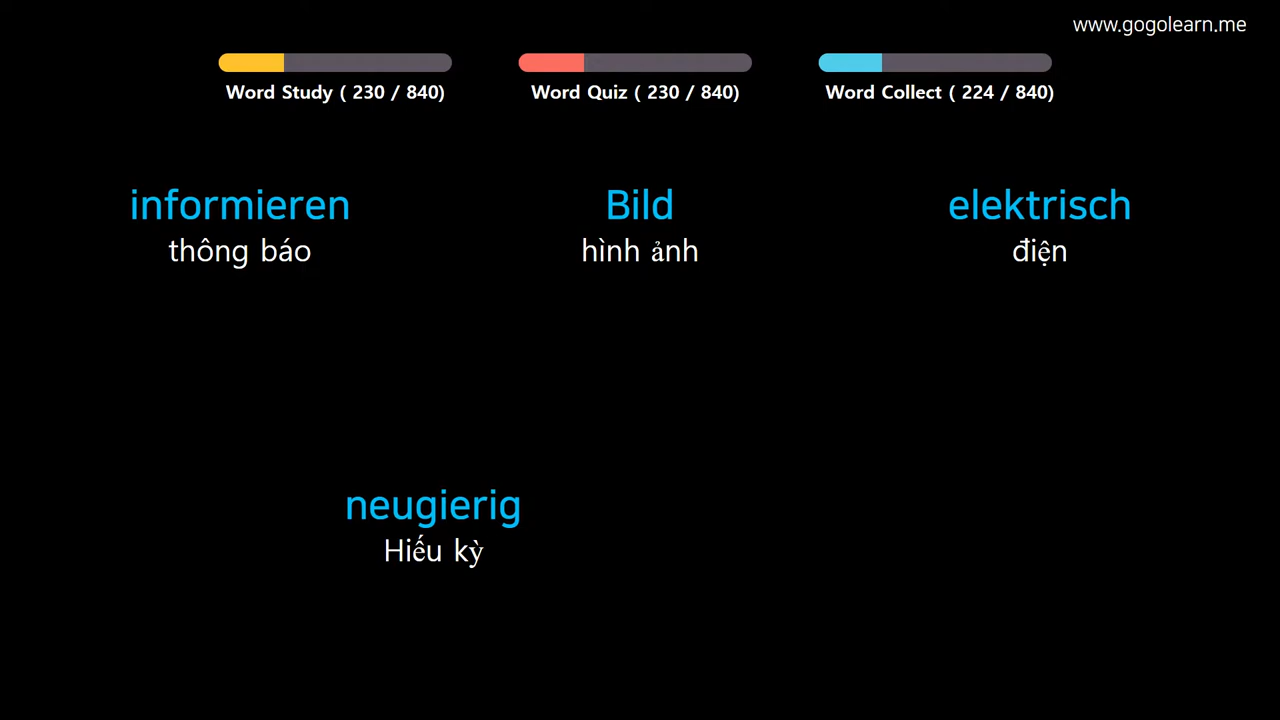 www.gogolearn.me
Word Study ( 230 / 840)
Word Quiz ( 230 / 840)
Word Collect ( 224 / 840)
informieren
thông báo
Bild
hình ảnh
elektrisch
điện
neugierig
Hiếu kỳ